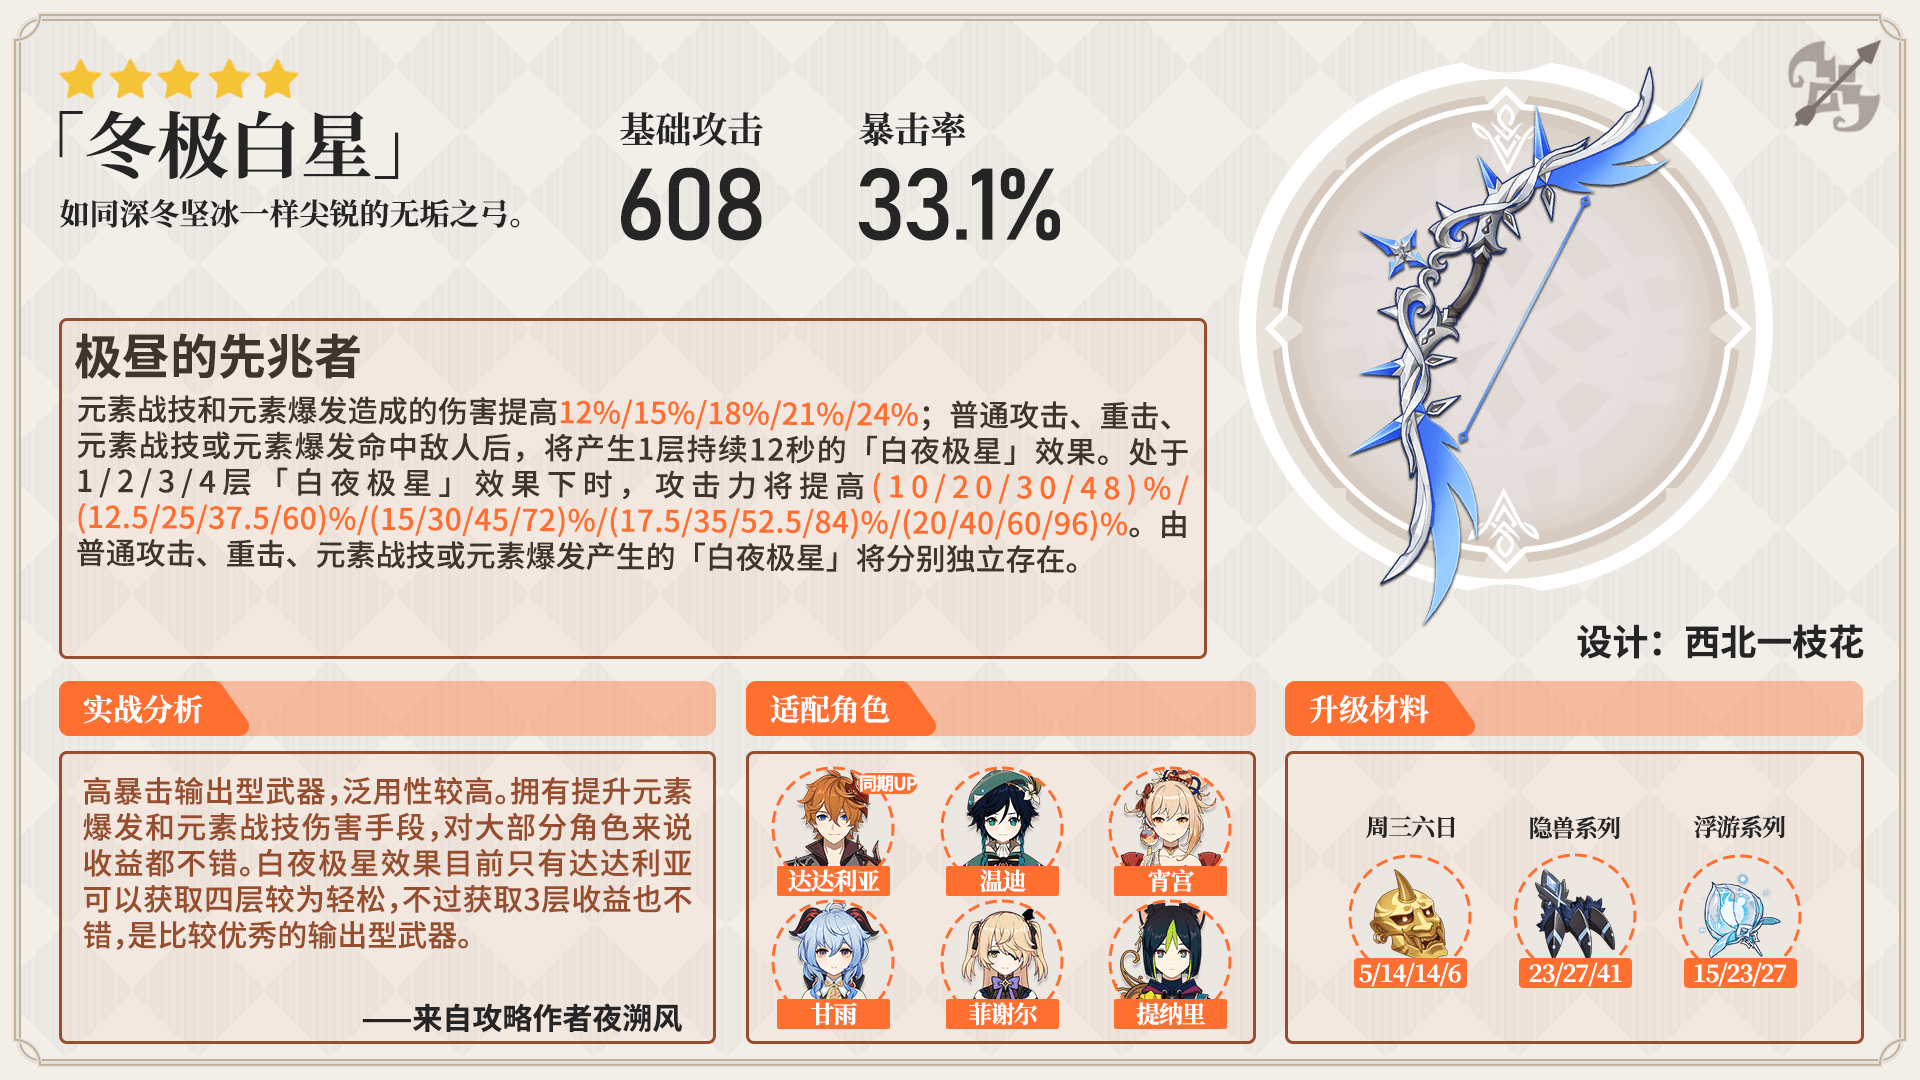 「冬极白星」
如同深冬坚冰一样尖锐的无垢之弓。
基础攻击
608
暴击率
33.1%
极昼的先兆者
元素战技和元素爆发造成的伤害提高12%/15%/18%/21%/24%；普通攻击、重击、
元素战技或元素爆发命中敌人后，将产生1层持续12秒的「白夜极星」效果。处于
1/2/3/4层「白夜极星」效果下时，攻击力将提高(10/20/30/48)%/
(12.5/25/37.5/60)%/(15/30/45/72)%/(17.5/35/52.5/84)%/(20/40/60/96)%。由
普通攻击、重击、元素战技或元素爆发产生的「白夜极星」将分别独立存在。
设计：西北一枝花
实战分析
高暴击输出型武器,泛用性较高。拥有提升元素
爆发和元素战技伤害手段,对大部分角色来说
收益都不错。白夜极星效果目前只有达达利亚
可以获取四层较为轻松,不过获取3层收益也不
错,是比较优秀的输出型武器。
——来自攻略作者夜溯风
适配角色
同期UP
达达利亚
温迪
宵宫
甘雨
菲谢尔
提纳里
升级材料
周三六日
隐兽系列
浮游系列
5/14/14/6
23/27/41
15/23/27